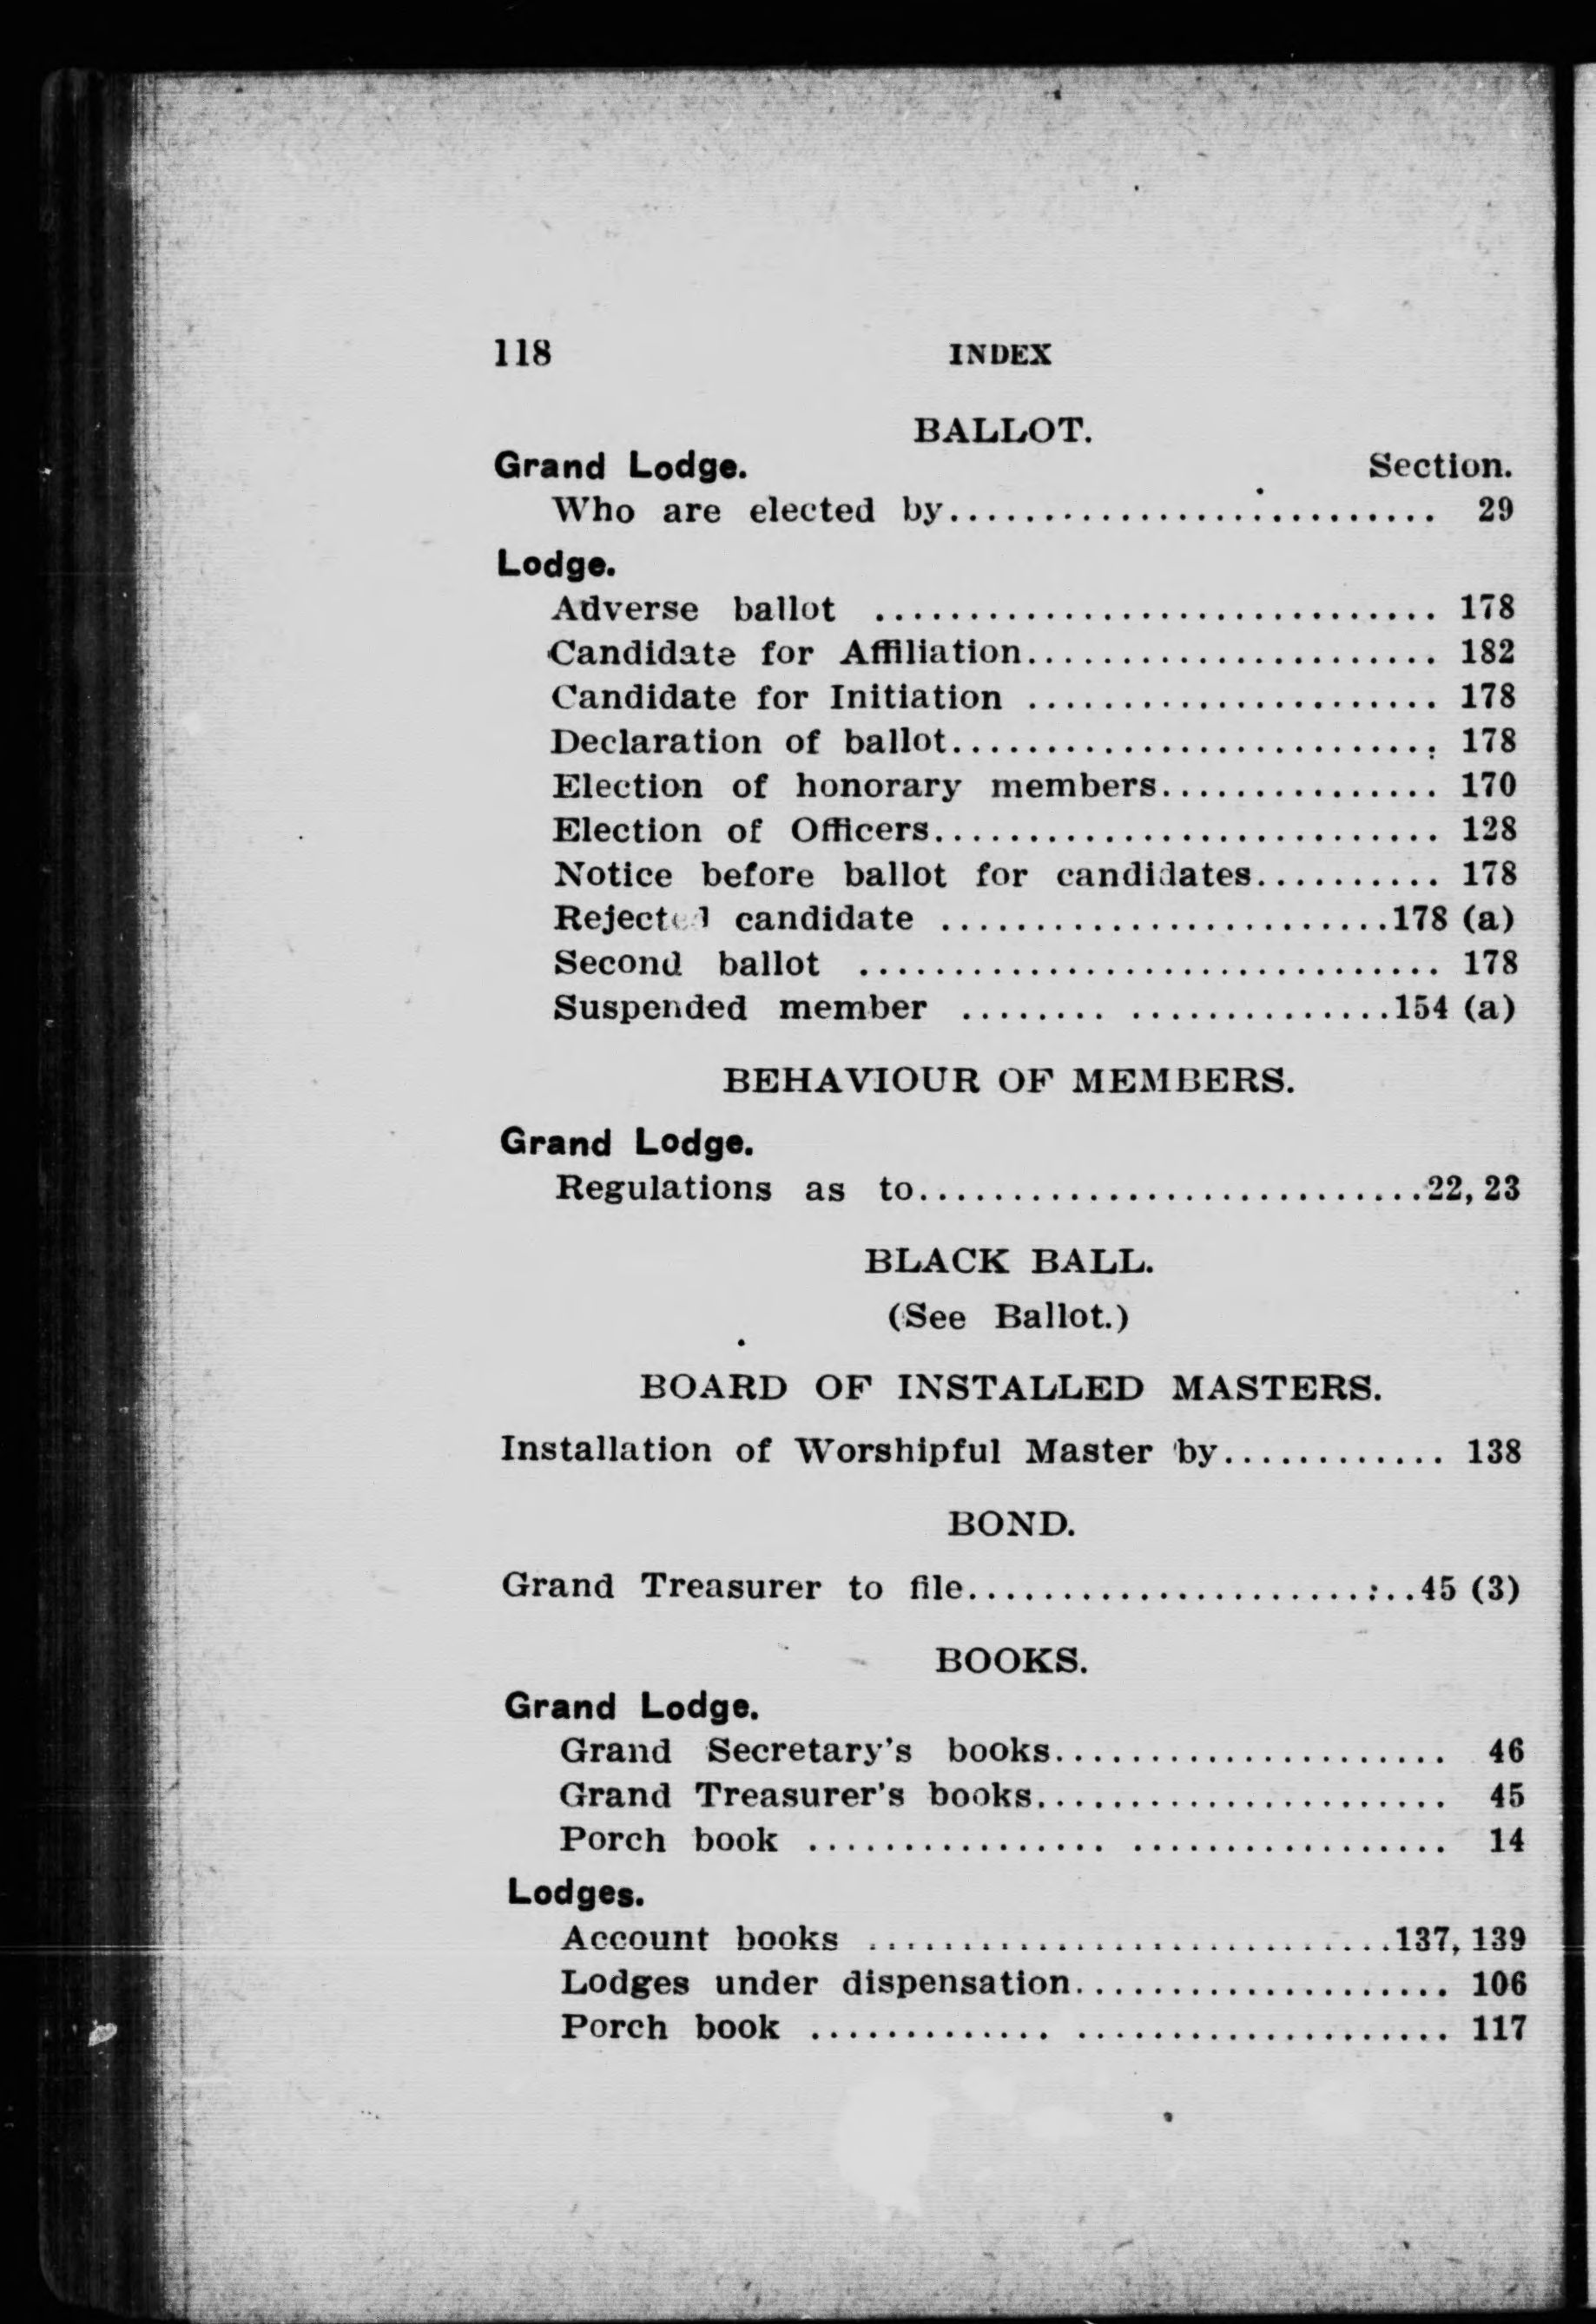 118 INDEX
BALLOT.
Grand Lodge. Section.
Who are elected by............................ 29
Lodge.
Adverse ballot .............................. 178
Candidate for Affiliation...................... 182
Candidate for Initiation ...................... 178
Declaration of ballot.......................... 178
Election of honorary members............... 170
Election of Officers........................... 128
Notice before ballot for candidates.......... 178
Rejected candidate ........................178 (a)
Second ballot ............................... 178
Suspended member ........ ..............154 (a)
BEHAVIOUR OF MEMBERS.
Grand Lodge.
Regulations as to...........................22, 23
BLACK BALL.
(See Ballot.)
BOARD OF INSTALLED MASTERS.
Installation of Worshipful Master by............ 138
BOND.
Grand Treasurer to file........................45 (3)
BOOKS.
Grand Lodge.
Grand Secretary's books..................... 46
Grand Treasurer's books...................... 45
Porch book ................ ................. 14
Lodges.
Account books ............................137, 139
Lodges under dispensation.................... 106
Porch book ............. .................... 117